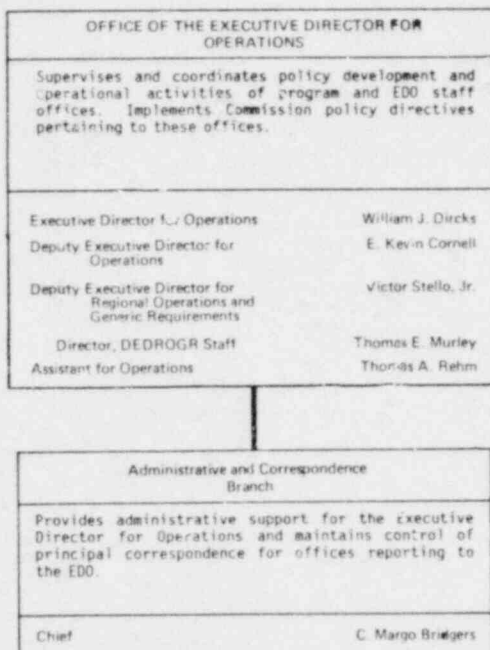 OFFICE OF THE EXECUTIVE DIRECTOR FOR
OPERATIONS
Supervises and coordinates policy development and
operational activities of program and EDO staff
offices. Implements Commission policy directives
pertaining to these offices.
Executive Director for Operations William J. Dircks
Deputy Executive Director for E. Kevin Cornell
Operations
Deputy Executive Director for Victor Stello, Jr.
Regional Operations and
Generic Requirements
Director, DEDROGR Staff Thomas E. Murley
Assistant for Operations Thomas A. Rehm
Administrative and Correspondence
Branch
Provides administrative support for the Executive
Director for Operations and maintains control of
principal correspondence for offices reporting to
the EDO.
Chief C. Margo Bridgers